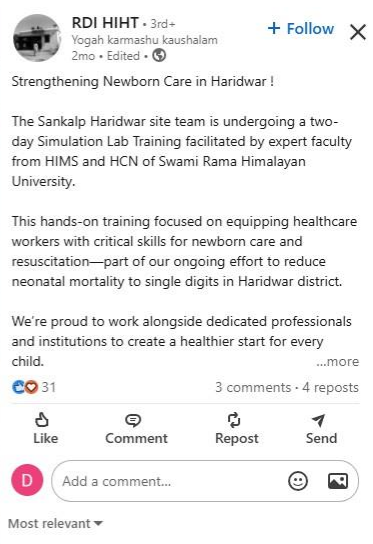 RDI HIHT • 3rd+
Yogah karmashu kaushalam
2mo • Edited •
+ Follow
Strengthening Newborn Care in Haridwar !
The Sankalp Haridwar site team is undergoing a two-
day Simulation Lab Training facilitated by expert faculty
from HIMS and HCN of Swami Rama Himalayan
University.
This hands-on training focused on equipping healthcare
workers with critical skills for newborn care and
resuscitation—part of our ongoing effort to reduce
neonatal mortality to single digits in Haridwar district.
We're proud to work alongside dedicated professionals
and institutions to create a healthier start for every
child. ...more
31 3 comments • 4 reposts
Like Comment Repost Send
D Add a comment...
Most relevant